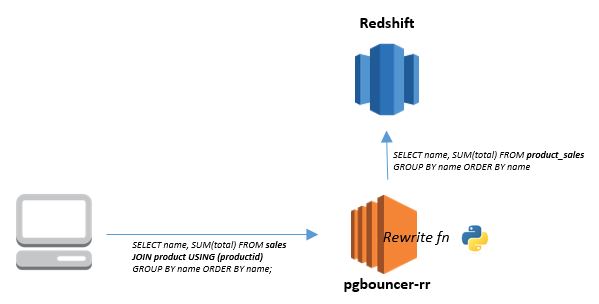 Redshift
SELECT name, SUM(total) FROM product_sales
GROUP BY name ORDER BY name
Rewrite fn
SELECT name, SUM(total) FROM sales
JOIN product USING (productid)
GROUP BY name ORDER BY name;
pgbouncer-rr